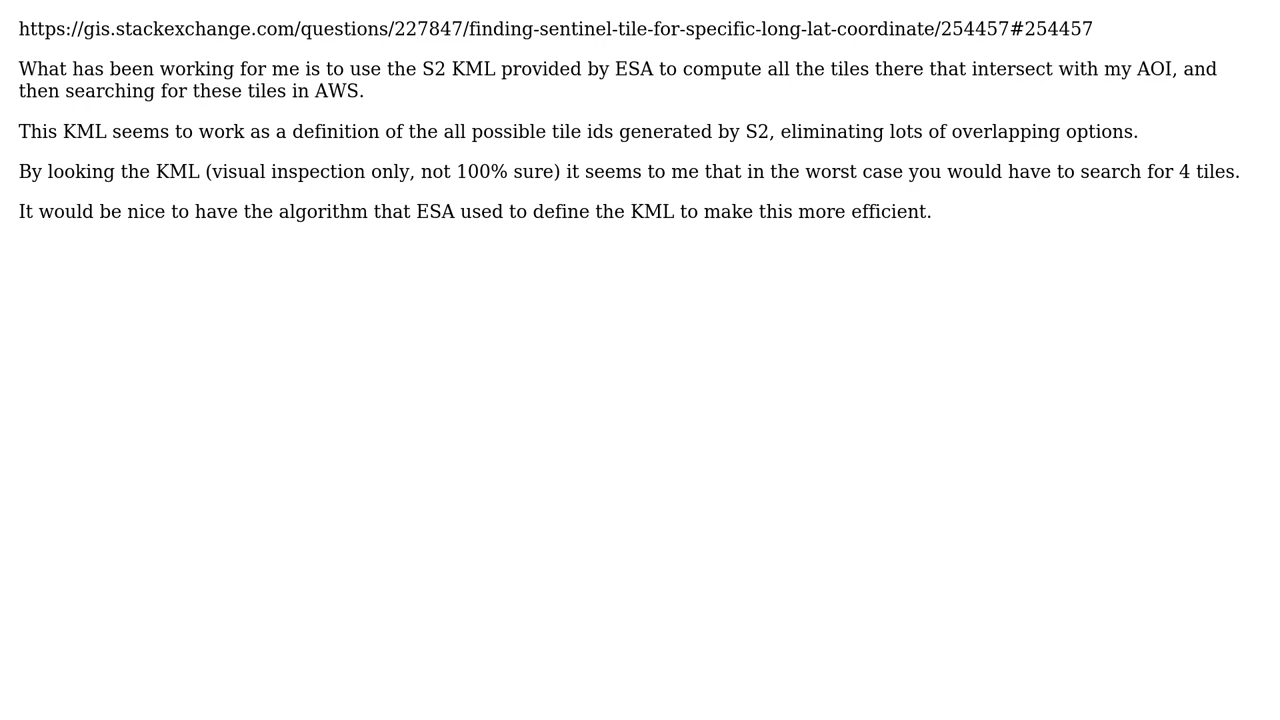 https://gis.stackexchange.com/questions/227847/finding-sentinel-tile-for-specific-long-lat-coordinate/254457#254457
What has been working for me is to use the S2 KML provided by ESA to compute all the tiles there that intersect with my AOI, and
then searching for these tiles in AWS.
This KML seems to work as a definition of the all possible tile ids generated by S2, eliminating lots of overlapping options.
By looking the KML (visual inspection only, not 100% sure) it seems to me that in the worst case you would have to search for 4 tiles.
It would be nice to have the algorithm that ESA used to define the KML to make this more efficient.